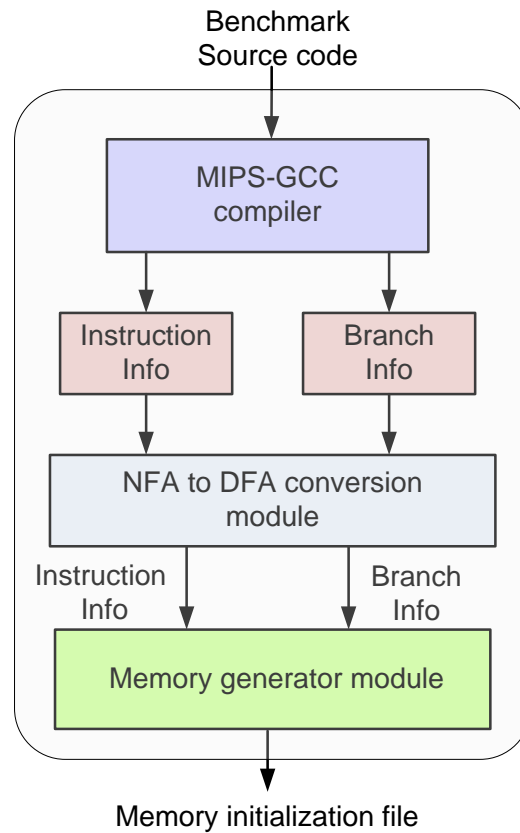 Benchmark
Source code
MIPS-GCC
compiler
Instruction
Info
Branch
Info
NFA to DFA conversion
module
Instruction
Info
Branch
Info
Memory generator module
Memory initialization file